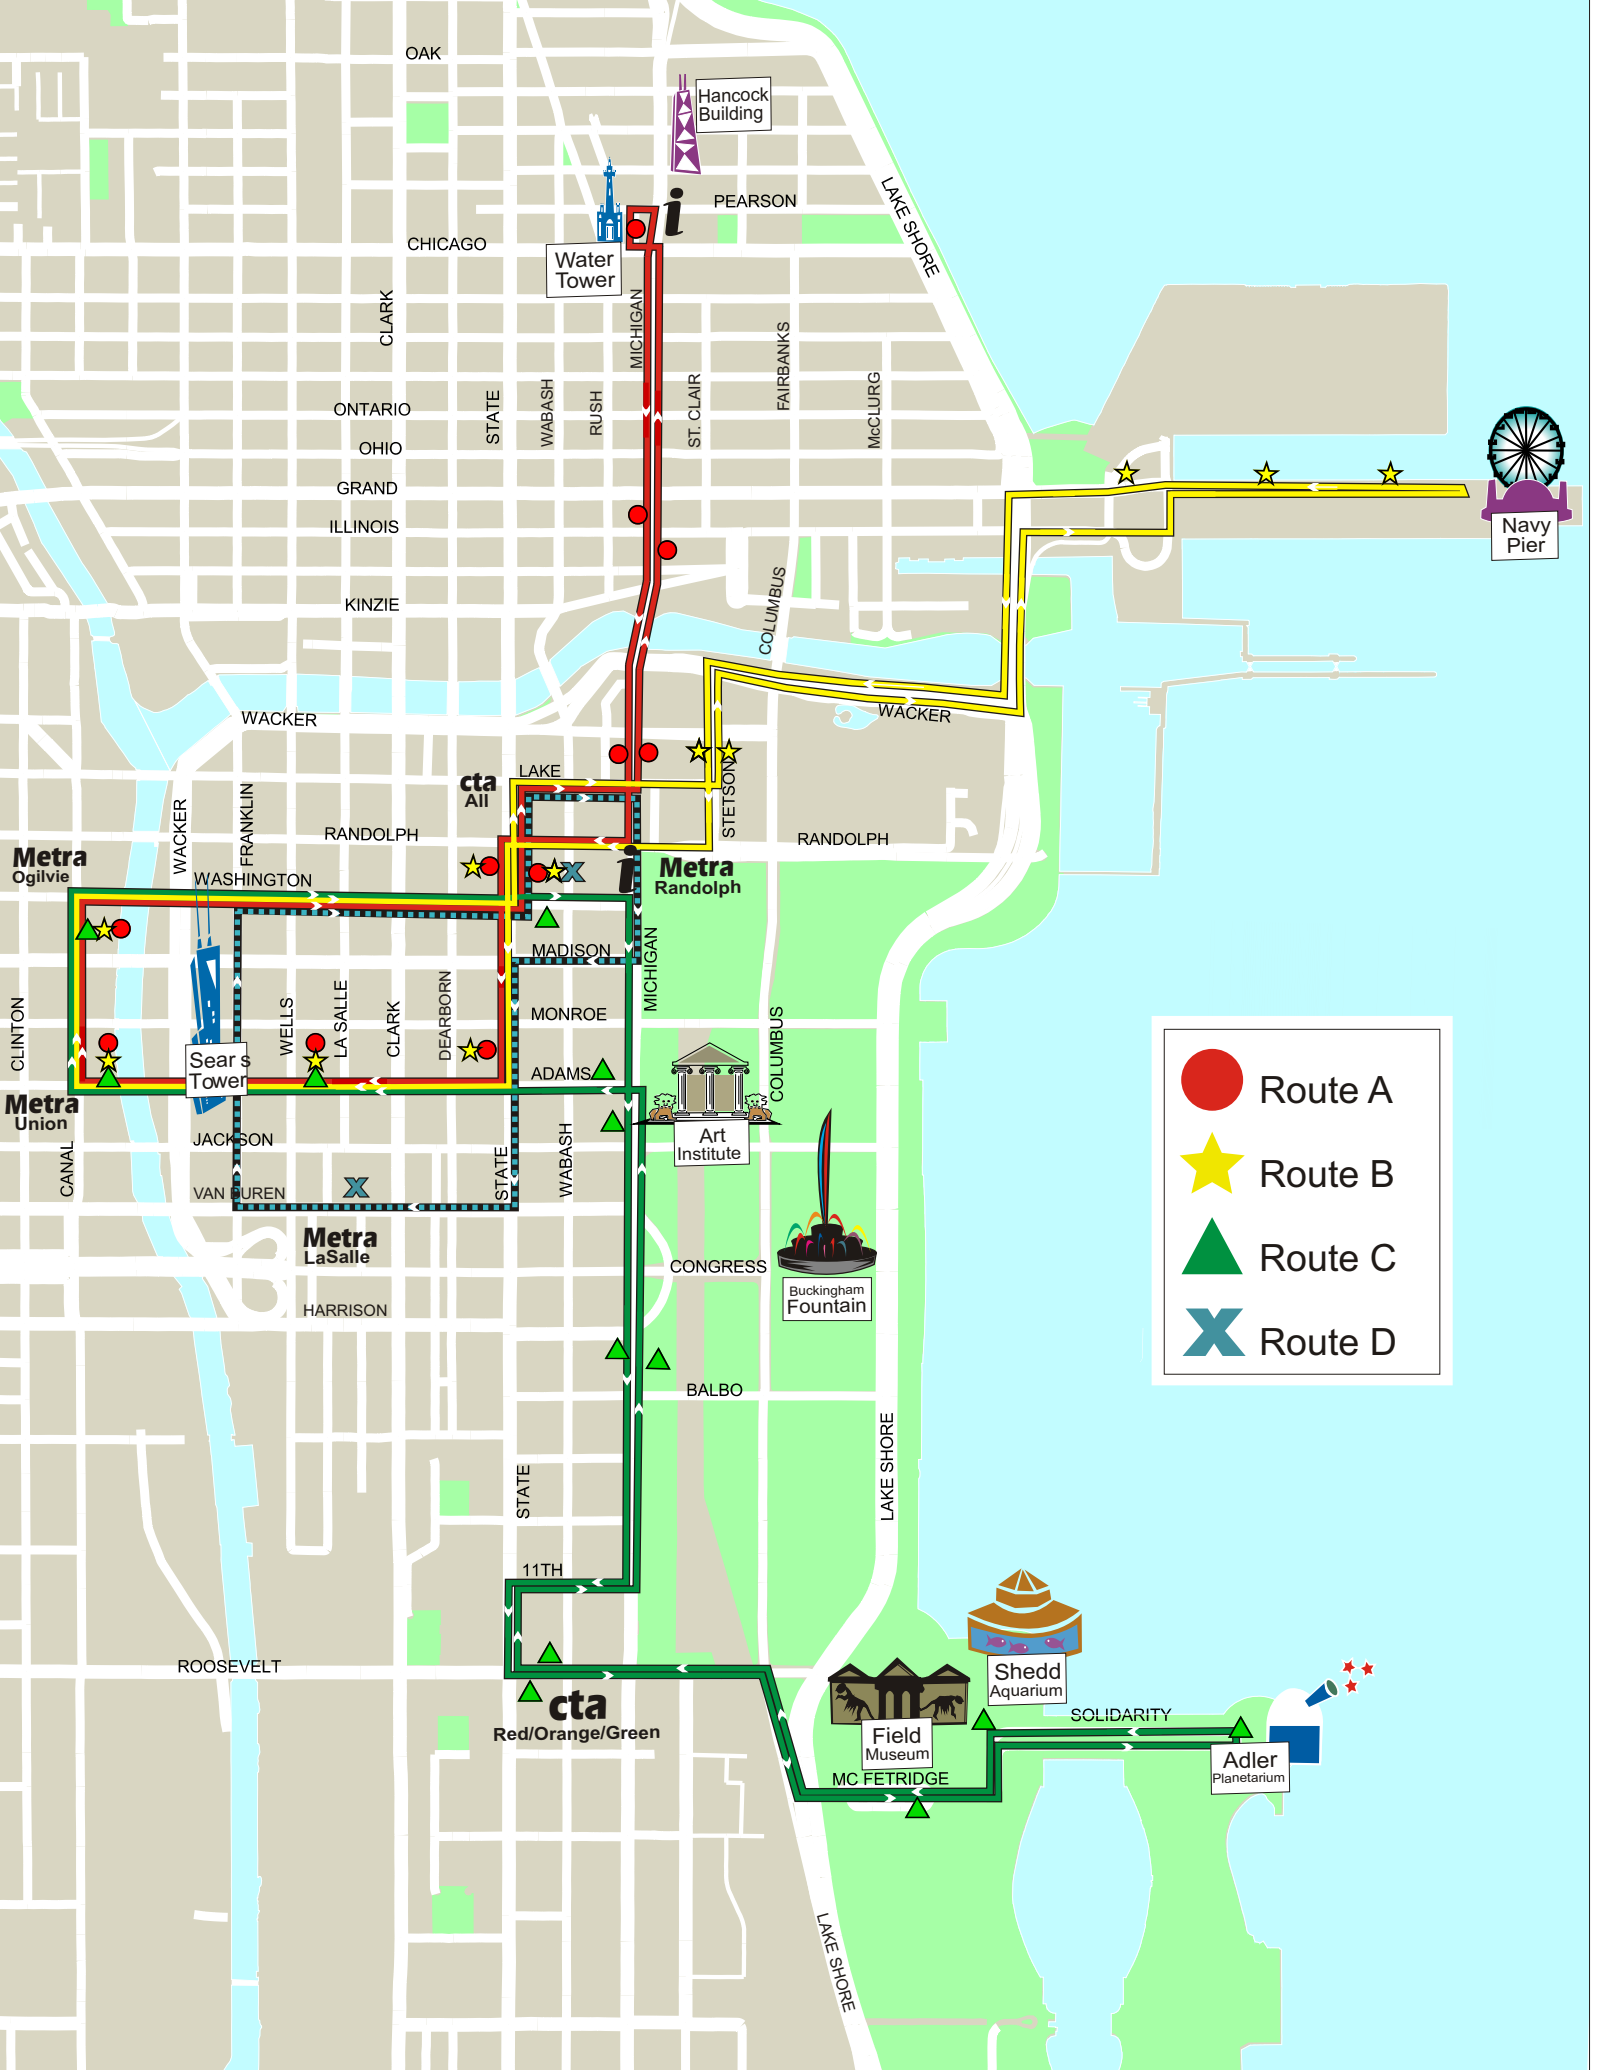 OAK
Hancock
Building
LAKE SHORE
PEARSON
CHICAGO
Water
Tower
CLARK
MICHIGAN
FAIRBANKS
STATE
WABASH
RUSH
ST. CLAIR
McCLURG
ONTARIO
OHIO
GRAND
ILLINOIS
Navy
Pier
KINZIE
COLUMBUS
WACKER
WACKER
LAKE
cta
All
STETSON
WACKER
FRANKLIN
RANDOLPH
RANDOLPH
Metra
Ogilvie
i
i
Metra
Randolph
WASHINGTON
MADISON
MICHIGAN
CLINTON
WELLS
LA SALLE
CLARK
DEARBORN
MONROE
COLUMBUS
Sears
Tower
ADAMS
Metra
Union
Art
Institute
JACKSON
CANAL
STATE
WABASH
VAN BUREN
Metra
LaSalle
CONGRESS
Buckingham
Fountain
HARRISON
BALBO
LAKE SHORE
STATE
11TH
ROOSEVELT
cta
Red/Orange/Green
Shedd
Aquarium
Field
Museum
SOLIDARITY
Adler
Planetarium
MC FETRIDGE
LAKE SHORE
Route A
Route B
Route C
X Route D